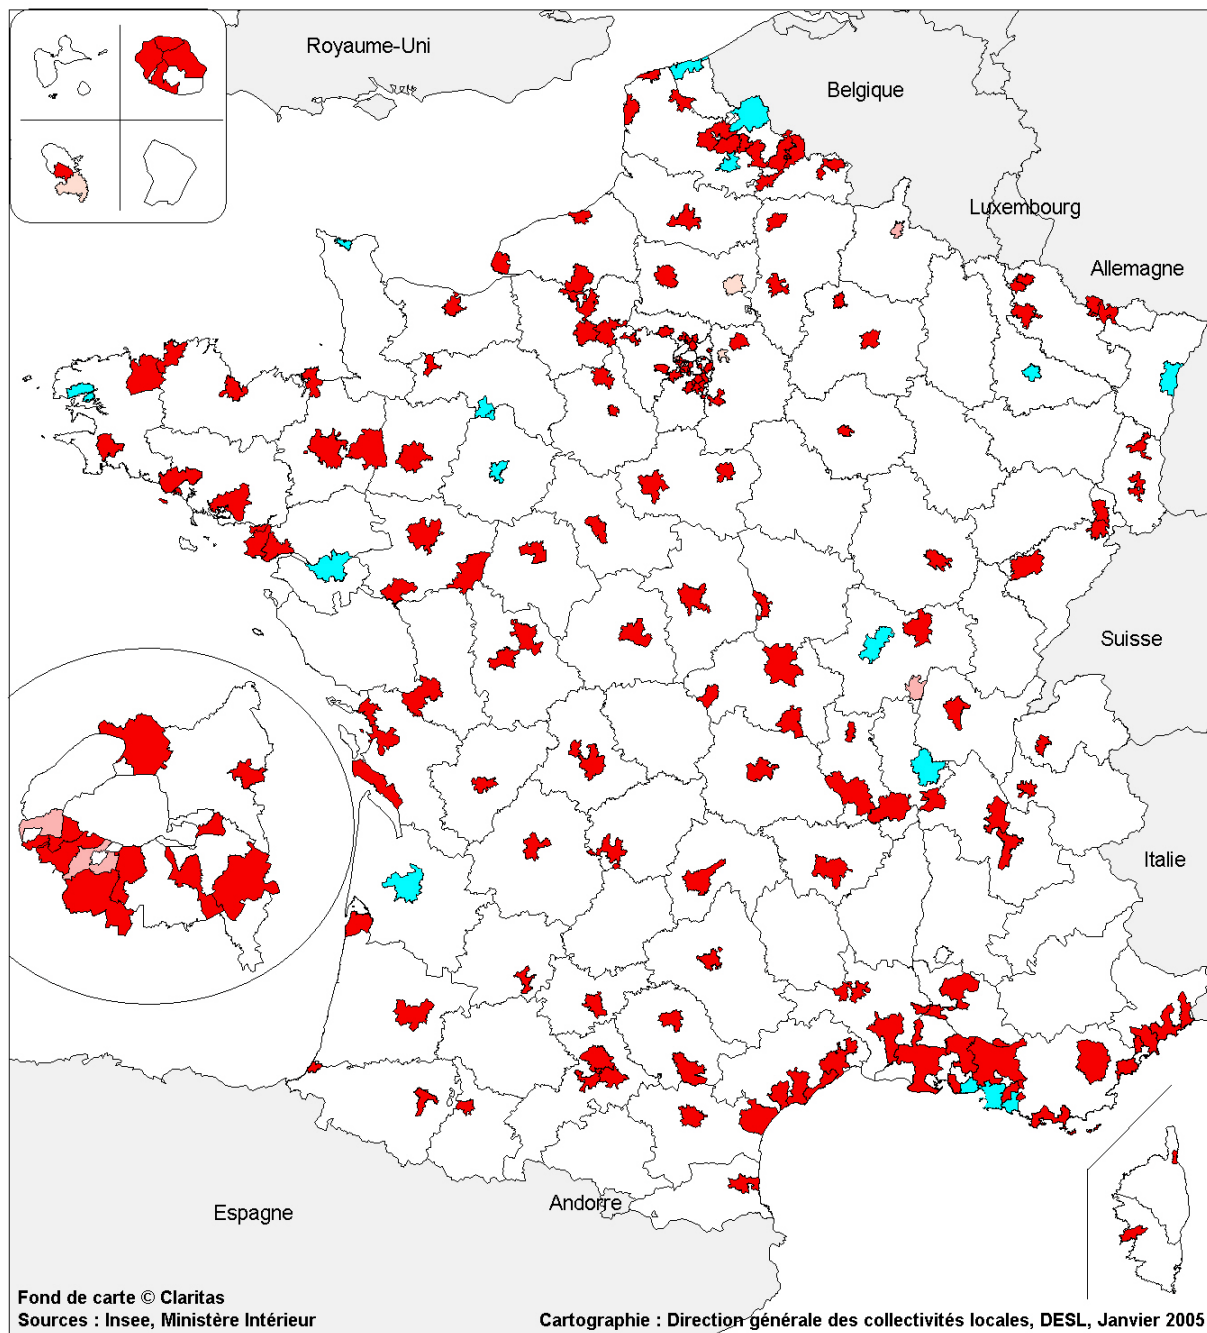 Royaume-Uni
Belgique
Luxembourg
Allemagne
Suisse
Italie
Espagne
Andorre
Fond de carte © Claritas
Sources : Insee, Ministère Intérieur
Cartographie : Direction générale des collectivités locales, DESL, Janvier 2005